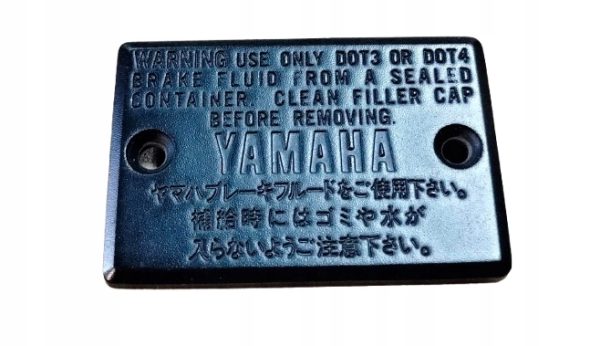 WARNING USE ONLY DOT3 OR DOT4
BRAKE FLUID FROM A SEALED
CONTAINER. CLEAN FILLER CAP
BEFORE REMOVING.
YAMAHA
ヤマハブレーキフルードをご使用下さい。
補給時にはゴミや水が
入らないようご注意下さい。